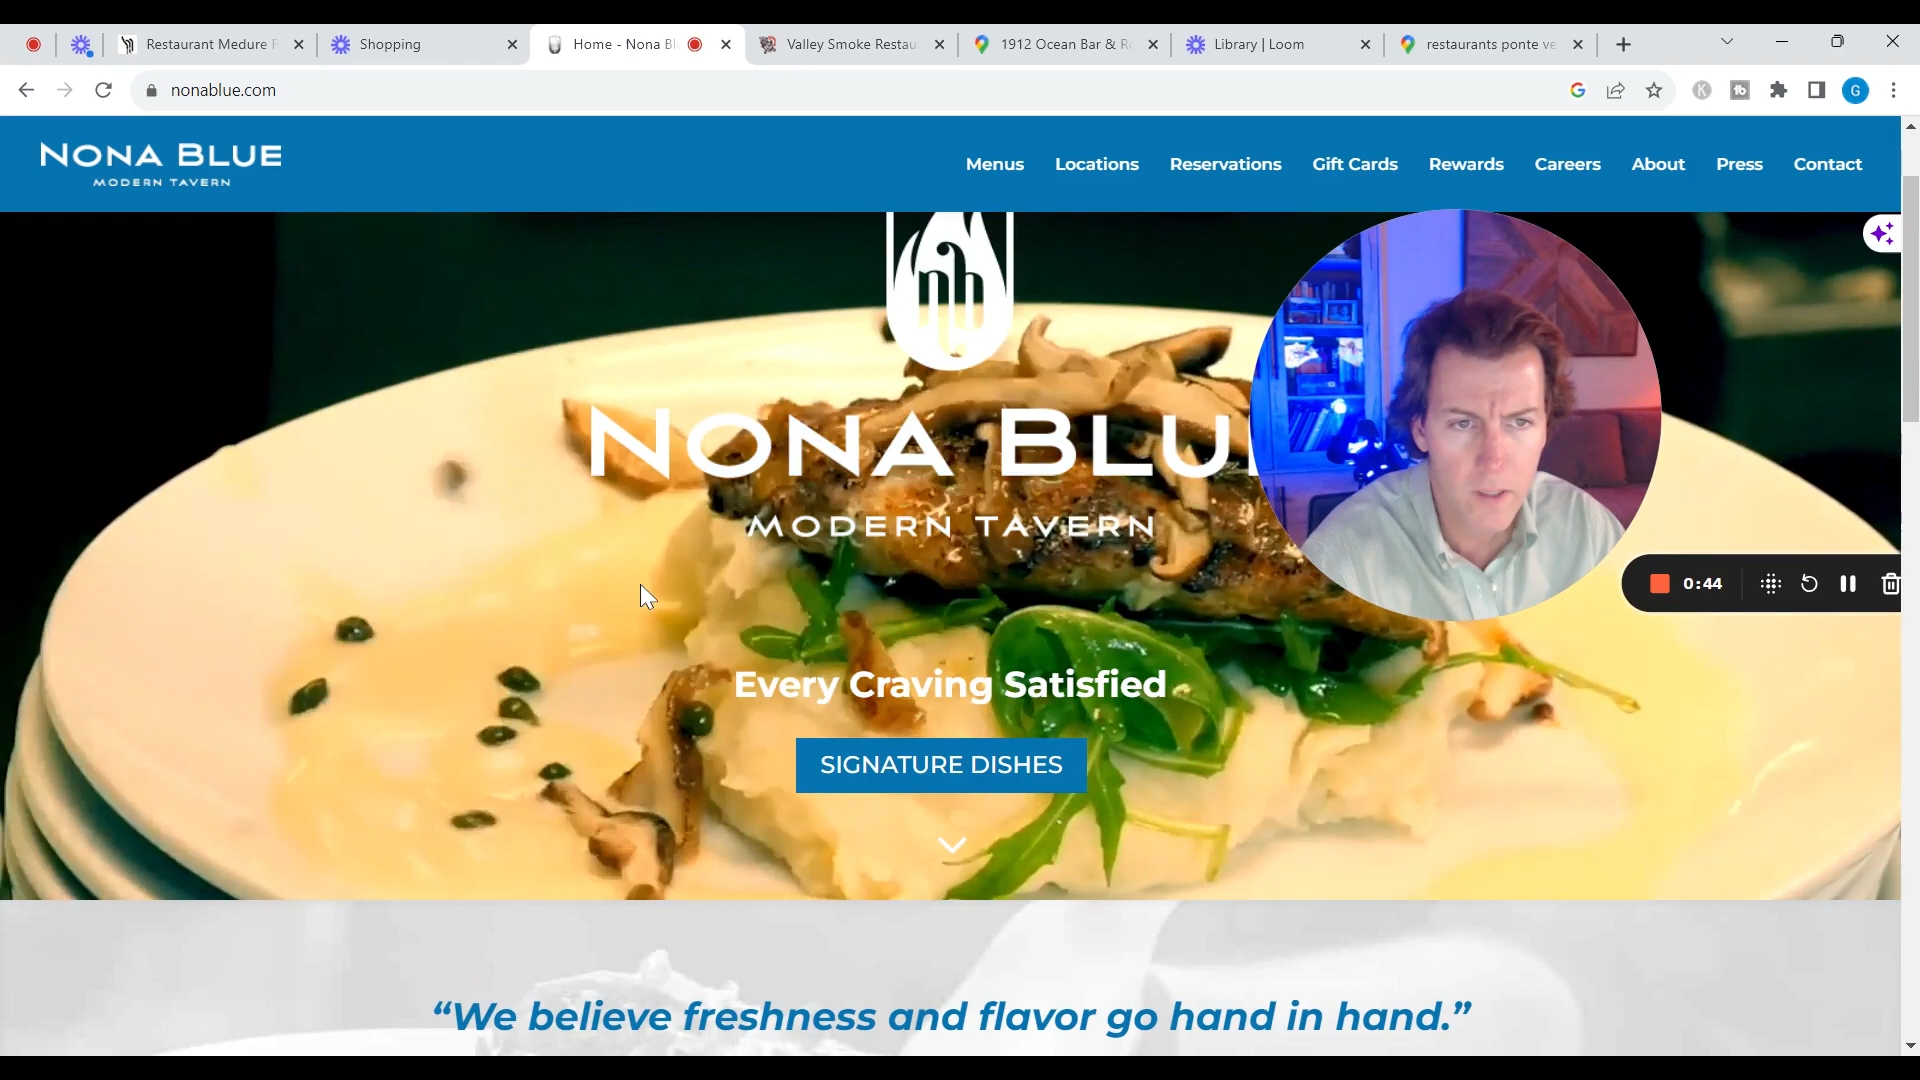 Restaurant Medure P
Shopping
Home - Nona Bl
Valley Smoke Restau
1912 Ocean Bar & R
Library | Loom
restaurants ponte ve
nonablue.com
G
K
tb
G
NONA BLUE
MODERN TAVERN
Menus
Locations
Reservations
Gift Cards
Rewards
Careers
About
Press
Contact
nb
NONA BLU
MODERN TAVERN
0:44
Every Craving Satisfied
SIGNATURE DISHES
“We believe freshness and flavor go hand in hand.”